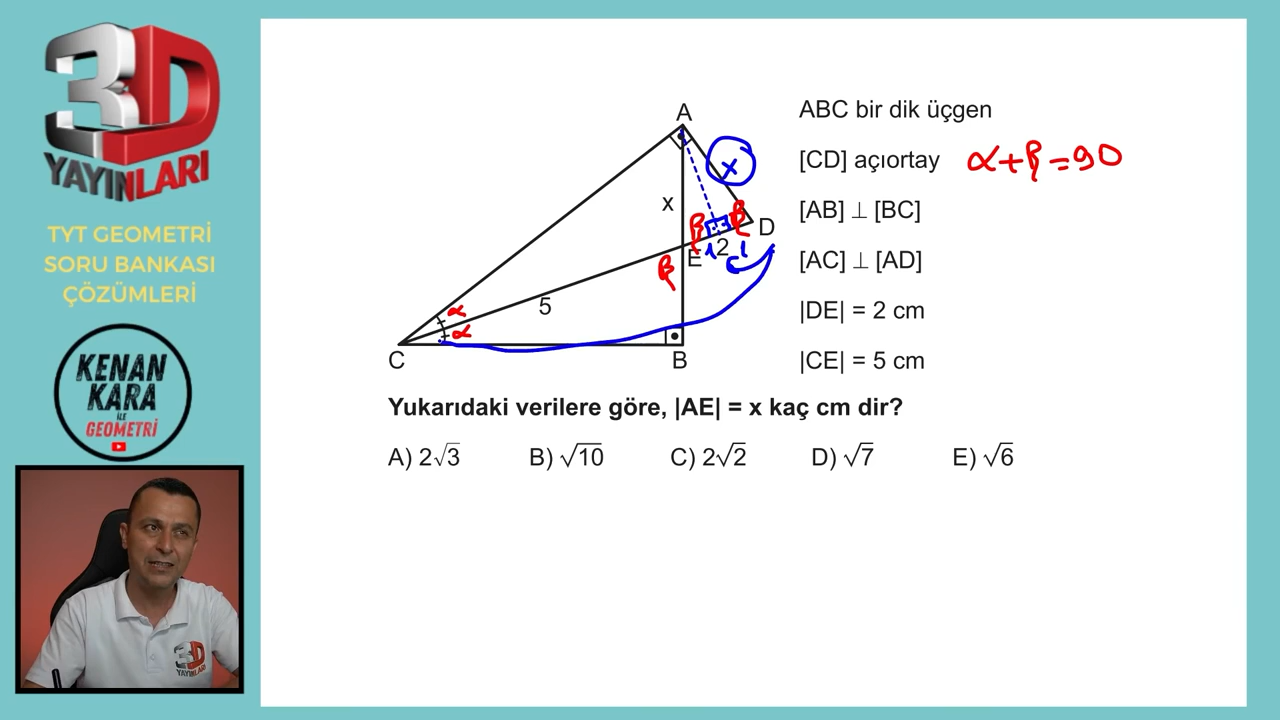 3D
YAYINLARI
TYT GEOMETRİ
SORU BANKASI
ÇÖZÜMLERİ
KENAN
KARA
İLE
GEOMETRİ
3D
YAYINLARI
A
x
x
β β
D
E 1 2 1
β
α
α
5
C
B
ABC bir dik üçgen
[CD] açıortay α+β=90
[AB] ⊥ [BC]
[AC] ⊥ [AD]
|DE| = 2 cm
|CE| = 5 cm
Yukarıdaki verilere göre, |AE| = x kaç cm dir?
A) 2√3 B) √10 C) 2√2 D) √7 E) √6